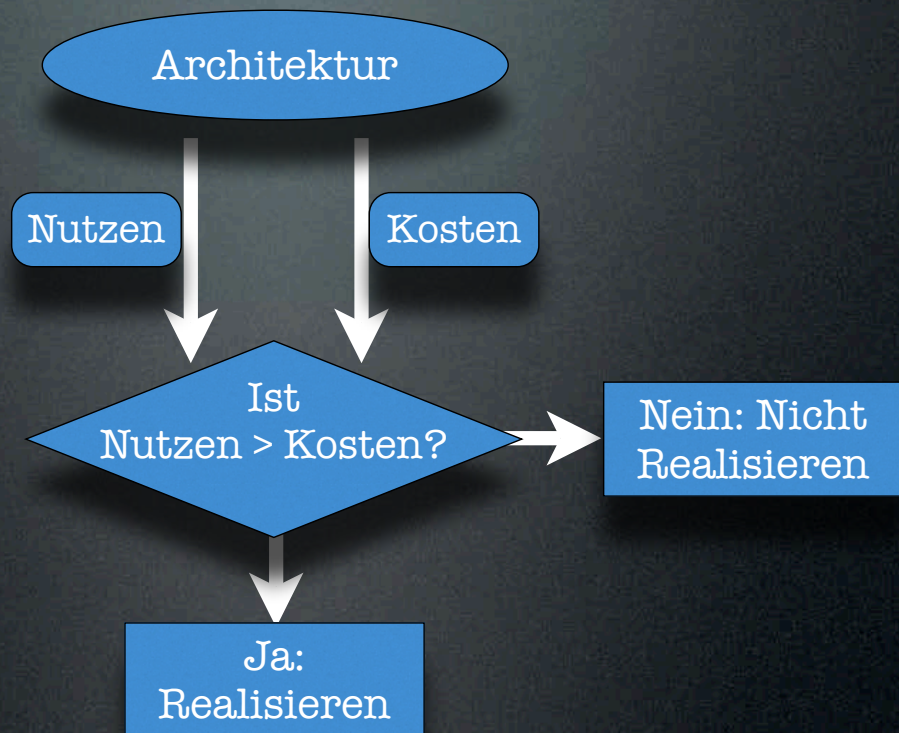 Architektur
Nutzen
Kosten
Ist
Nutzen > Kosten?
Nein: Nicht
Realisieren
Ja:
Realisieren